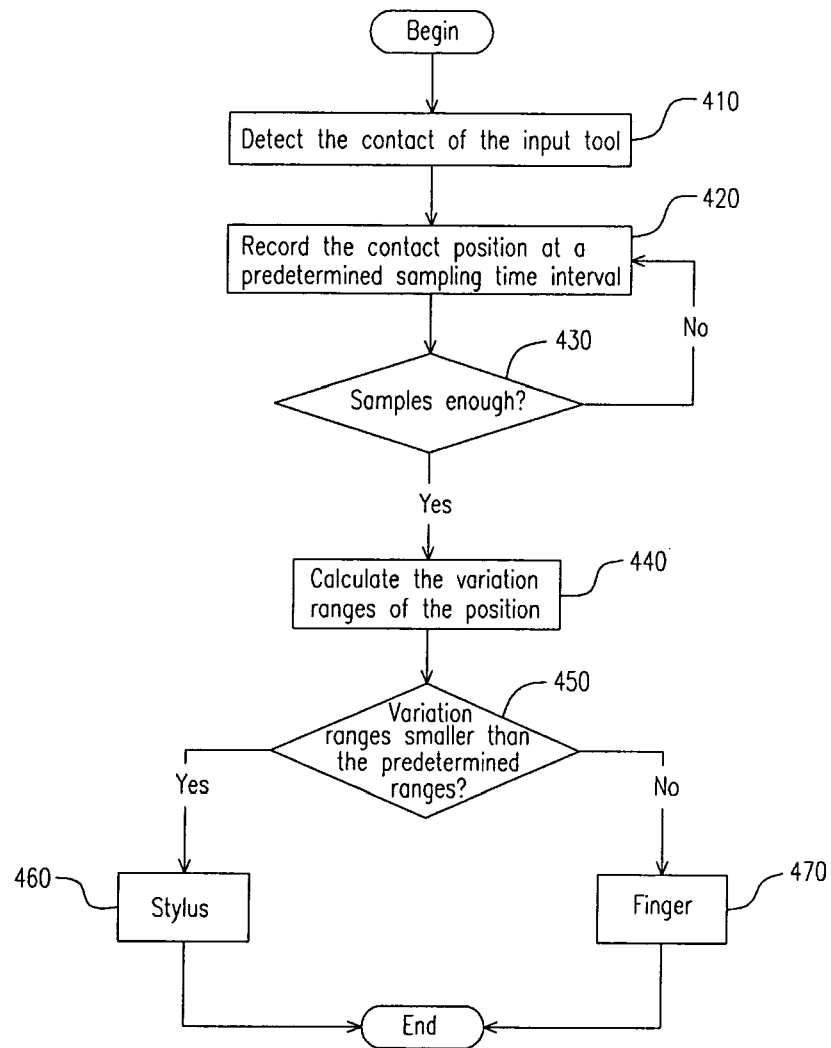 Begin
410
Detect the contact of the input tool
420
Record the contact position at a
predetermined sampling time interval
No
430
Samples enough?
Yes
440
Calculate the variation
ranges of the position
450
Variation
ranges smaller than
the predetermined
ranges?
Yes
No
460
Stylus
Finger
470
End